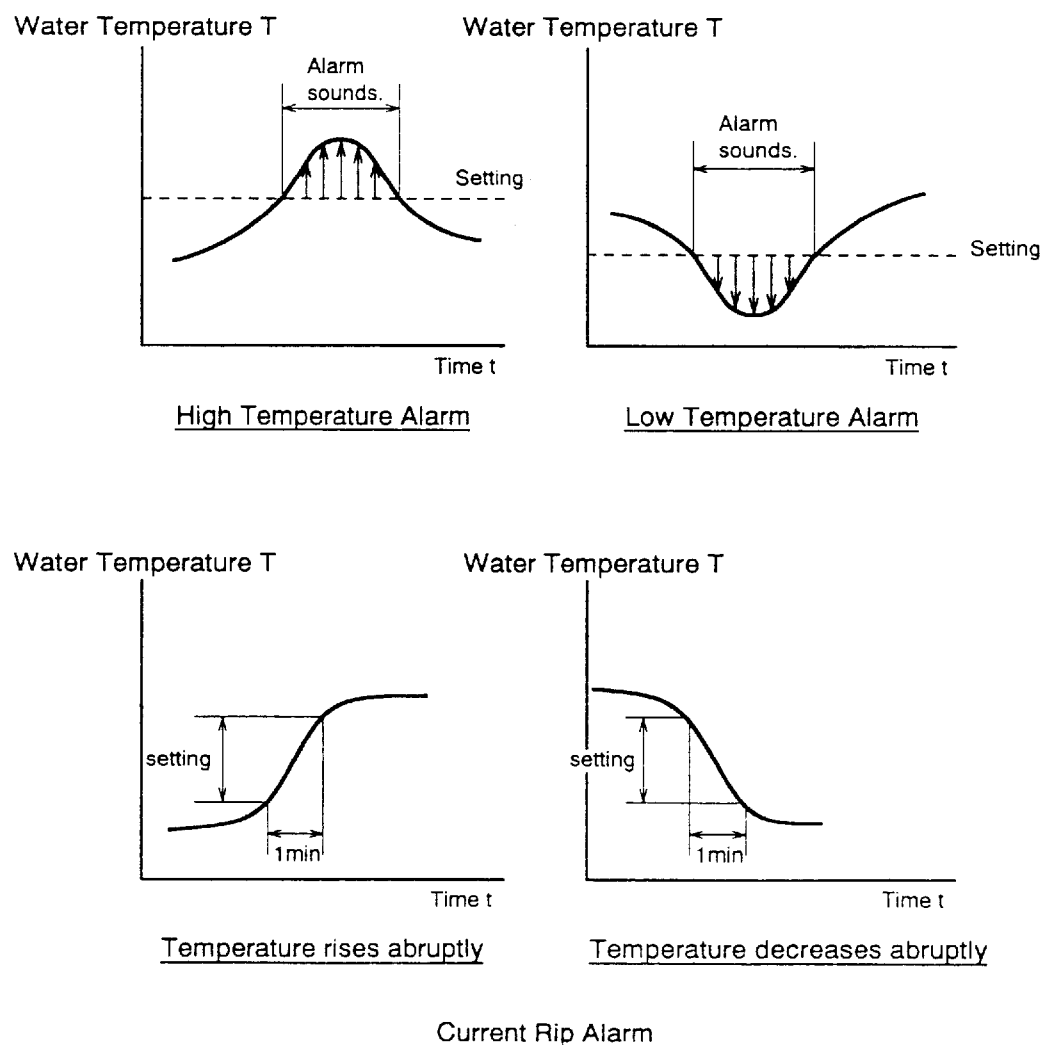 Water Temperature T
Alarm
sounds.
Setting
Time t
High Temperature Alarm
Water Temperature T
Alarm
sounds.
Setting
Time t
Low Temperature Alarm
Water Temperature T
setting
1min
Time t
Temperature rises abruptly
Water Temperature T
setting
1min
Time t
Temperature decreases abruptly
Current Rip Alarm